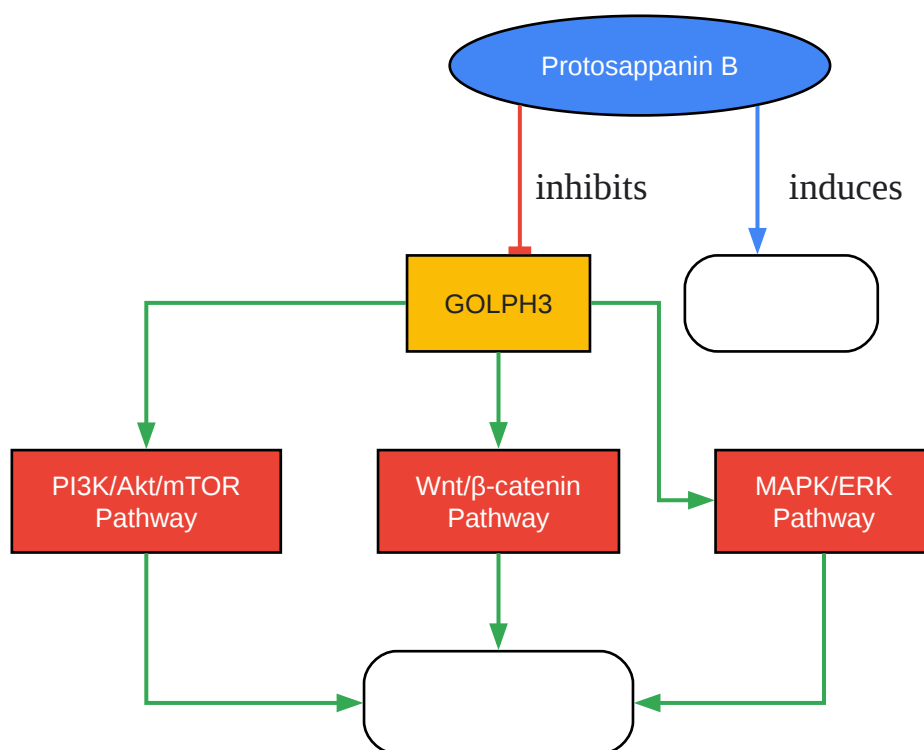 Protosappanin B
inhibits
induces
GOLPH3
PI3K/Akt/mTOR
Pathway
Wnt/β-catenin
Pathway
MAPK/ERK
Pathway